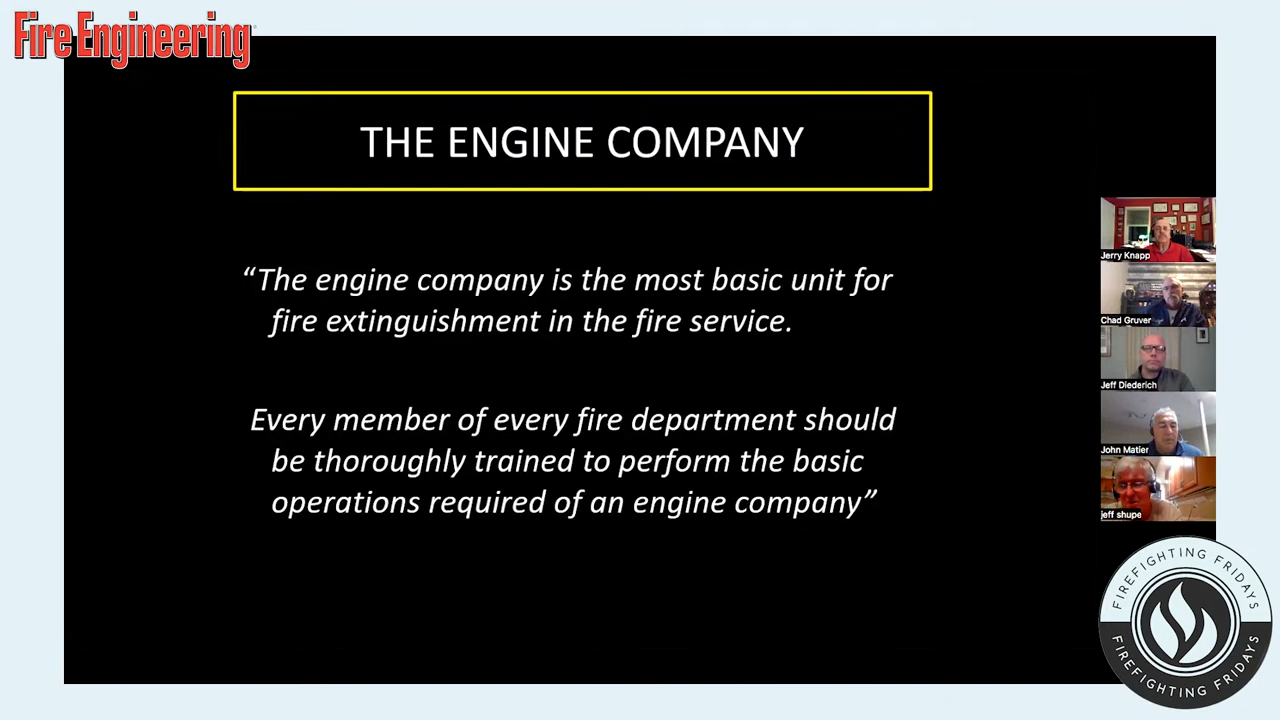 Fire Engineering
THE ENGINE COMPANY
“The engine company is the most basic unit for
fire extinguishment in the fire service.
Every member of every fire department should
be thoroughly trained to perform the basic
operations required of an engine company”
Jerry Knapp
Chad Gruver
Jeff Diederich
John Matier
jeff shupe
FIREFIGHTING FRIDAYS
FIREFIGHTING FRIDAYS